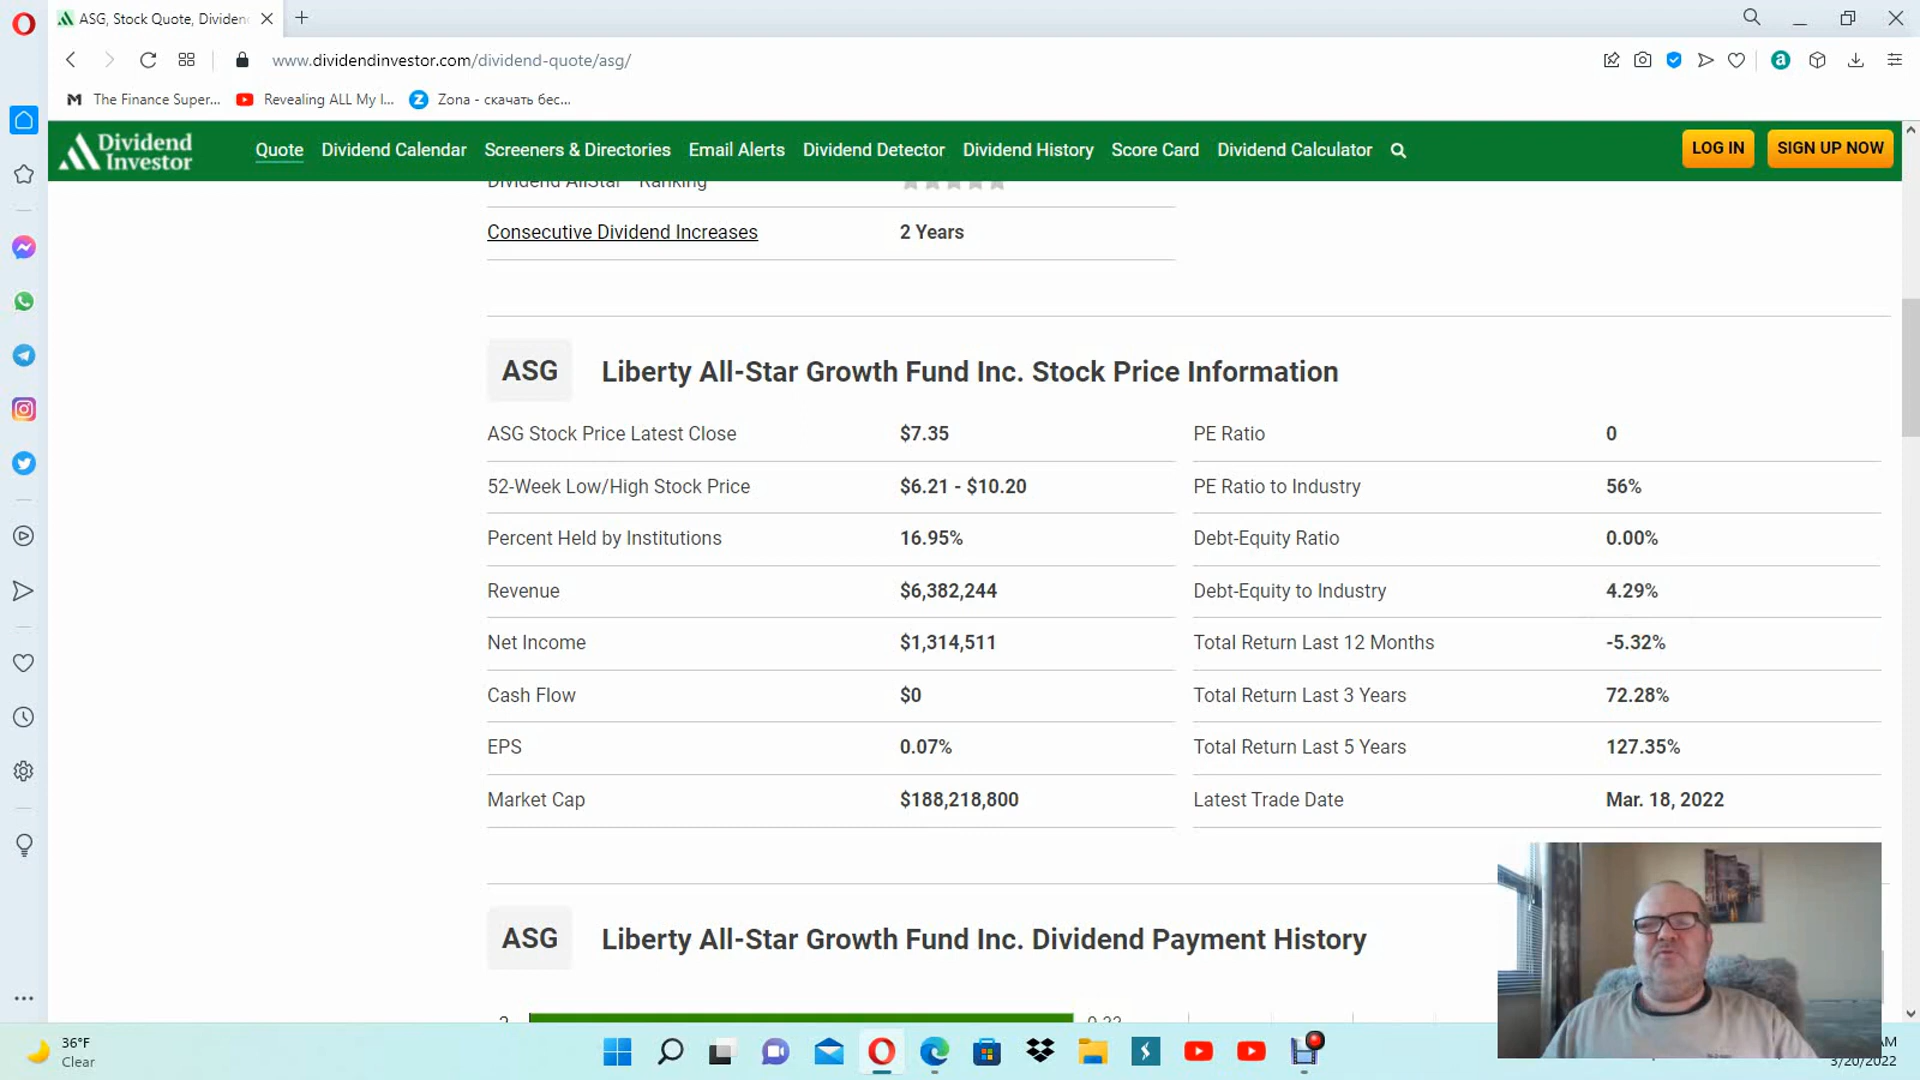 ASG, Stock Quote, Dividen
www.dividendinvestor.com/dividend-quote/asg/
The Finance Super... Revealing ALL My I... Zona - скачать бес...
Dividend Investor Quote Dividend Calendar Screeners & Directories Email Alerts Dividend Detector Dividend History Score Card Dividend Calculator LOG IN SIGN UP NOW
Dividend AllStar Ranking
Consecutive Dividend Increases 2 Years
ASG Liberty All-Star Growth Fund Inc. Stock Price Information
ASG Stock Price Latest Close $7.35 PE Ratio 0
52-Week Low/High Stock Price $6.21 - $10.20 PE Ratio to Industry 56%
Percent Held by Institutions 16.95% Debt-Equity Ratio 0.00%
Revenue $6,382,244 Debt-Equity to Industry 4.29%
Net Income $1,314,511 Total Return Last 12 Months -5.32%
Cash Flow $0 Total Return Last 3 Years 72.28%
EPS 0.07% Total Return Last 5 Years 127.35%
Market Cap $188,218,800 Latest Trade Date Mar. 18, 2022
ASG Liberty All-Star Growth Fund Inc. Dividend Payment History
36°F
Clear
AM
3/20/2022